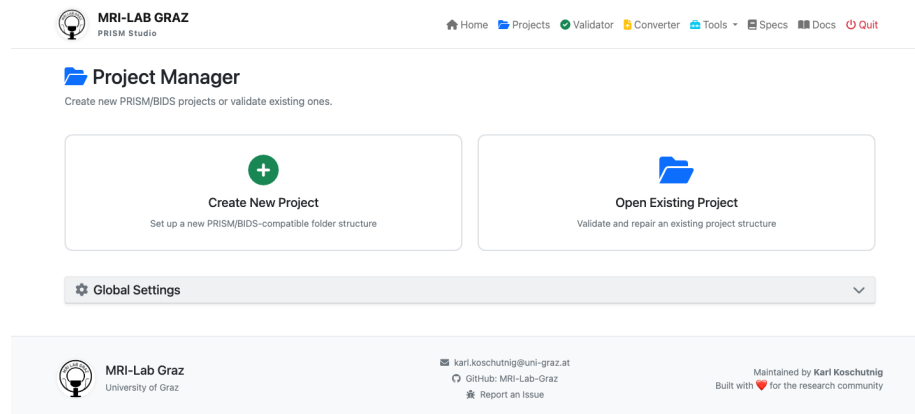 MRI-LAB GRAZ
PRISM Studio
Home Projects Validator Converter Tools Specs Docs Quit
Project Manager
Create new PRISM/BIDS projects or validate existing ones.
Create New Project
Set up a new PRISM/BIDS-compatible folder structure
Open Existing Project
Validate and repair an existing project structure
Global Settings
MRI-Lab Graz
University of Graz
karl.koschutnig@uni-graz.at
GitHub: MRI-Lab-Graz
Report an Issue
Maintained by Karl Koschutnig
Built with ❤️ for the research community